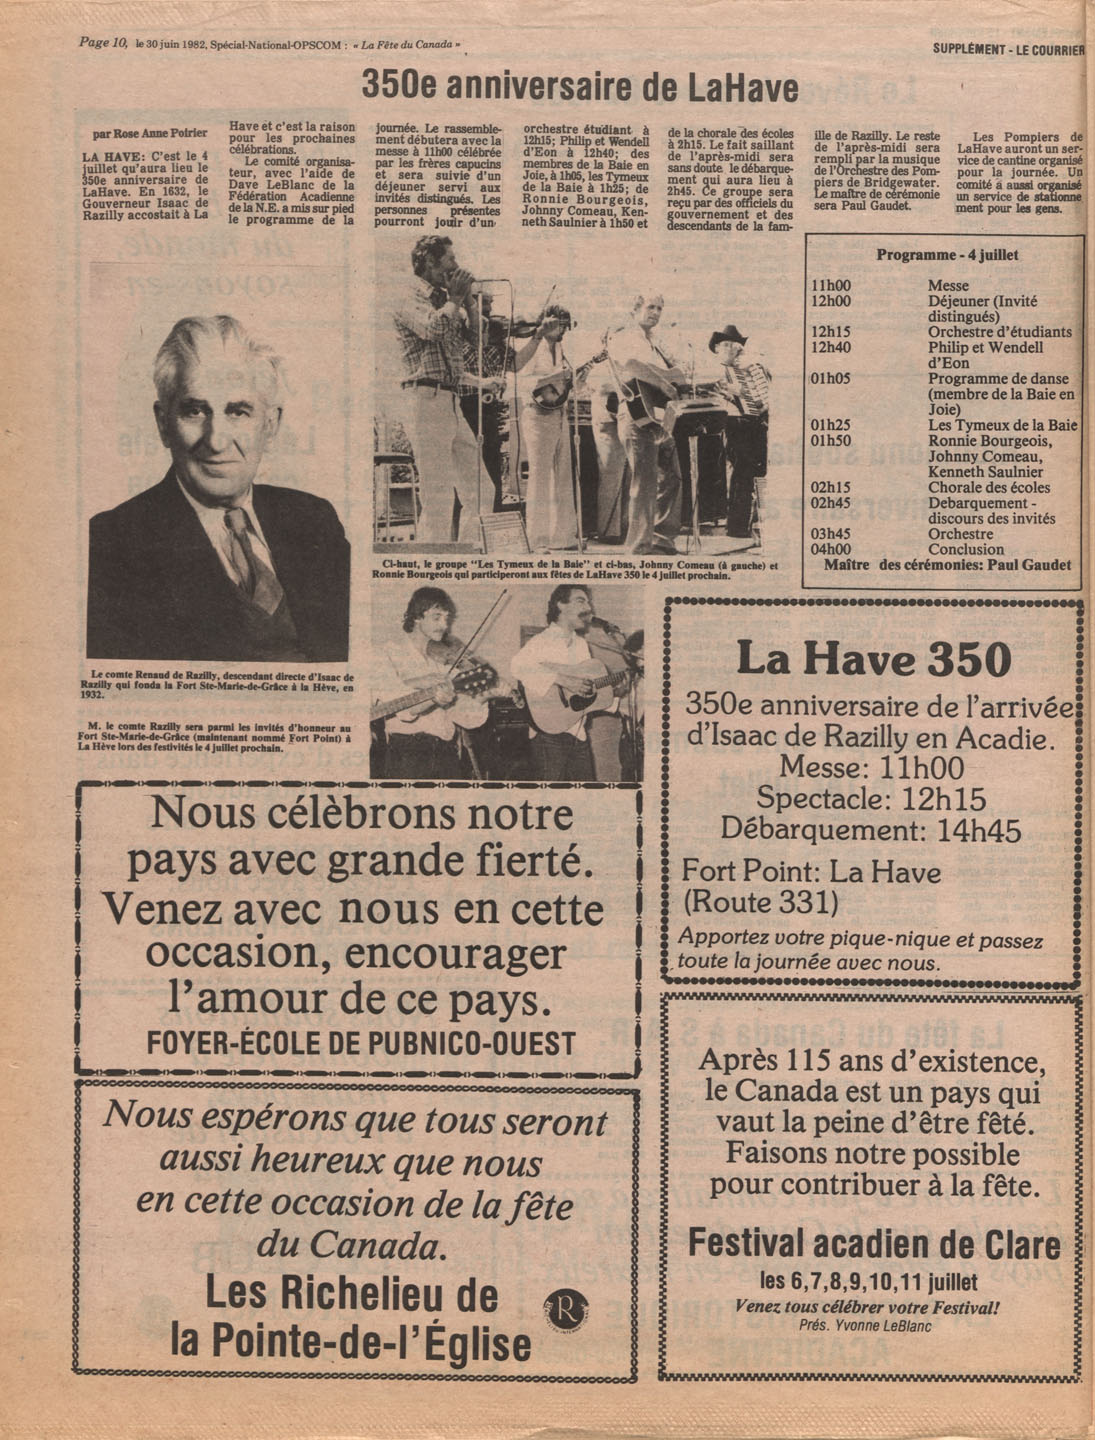 Page 10, le 30 juin 1982, Spécial-National-OPSCOM : « La Fête du Canada »
SUPPLÉMENT - LE COURRIER
350e anniversaire de LaHave
par Rose Anne Poirier
LA HAVE: C'est le 4
juillet qu'aura lieu le
350e anniversaire de
LaHave. En 1632, le
Gouverneur Isaac de
Razilly accostait à La
Have et c'est la raison
pour les prochaines
célébrations.
Le comité organisa-
teur, avec l'aide de
Dave LeBlanc de la
Fédération Acadienne
de la N.E. a mis sur pied
le programme de la
journée. Le rassemble-
ment débutera avec la
messe à 11h00 célébrée
par les frères capucins
et sera suivie d'un
déjeuner servi aux
invités distingués. Les
personnes présentes
pourront jouir d'un
orchestre étudiant à
12h15; Philip et Wendell
d'Eon à 12h40; des
membres de la Baie en
Joie, à 1h05, les Tymeux
de la Baie à 1h25; de
Ronnie Bourgeois,
Johnny Comeau, Ken-
neth Saulnier à 1h50 et
de la chorale des écoles
à 2h15. Le fait saillant
de l'après-midi sera
sans doute le débarque-
ment qui aura lieu à
2h45. Ce groupe sera
reçu par des officiels du
gouvernement et des
descendants de la fam-
ille de Razilly. Le reste
de l'après-midi sera
rempli par la musique
de l'Orchestre des Pom-
piers de Bridgewater.
Le maître de cérémonie
sera Paul Gaudet.
Les Pompiers de
LaHave auront un ser-
vice de cantine organisé
pour la journée. Un
comité a aussi organisé
un service de stationne
ment pour les gens.
Programme - 4 juillet
11h00 Messe
12h00 Déjeuner (Invité
distingués)
12h15 Orchestre d'étudiants
12h40 Philip et Wendell
d'Eon
01h05 Programme de danse
(membre de la Baie en
Joie)
01h25 Les Tymeux de la Baie
01h50 Ronnie Bourgeois,
Johnny Comeau,
Kenneth Saulnier
02h15 Chorale des écoles
02h45 Debarquement -
discours des invités
03h45 Orchestre
04h00 Conclusion
Maître des cérémonies: Paul Gaudet
Ci-haut, le groupe "Les Tymeux de la Baie" et ci-bas, Johnny Comeau (à gauche) et
Ronnie Bourgeois qui participeront aux fêtes de LaHave 350 le 4 juillet prochain.
Le comte Renaud de Razilly, descendant directe d'Isaac de
Razilly qui fonda la Fort Ste-Marie-de-Grâce à la Hève, en
1932.
M. le comte Razilly sera parmi les invités d'honneur au
Fort Ste-Marie-de-Grâce (maintenant nommé Fort Point) à
La Hève lors des festivités le 4 juillet prochain.
La Have 350
350e anniversaire de l'arrivée
d'Isaac de Razilly en Acadie.
Messe: 11h00
Spectacle: 12h15
Débarquement: 14h45
Fort Point: La Have
(Route 331)
Apportez votre pique-nique et passez
toute la journée avec nous.
Nous célèbrons notre
pays avec grande fierté.
Venez avec nous en cette
occasion, encourager
l'amour de ce pays.
FOYER-ÉCOLE DE PUBNICO-OUEST
Nous espérons que tous seront
aussi heureux que nous
en cette occasion de la fête
du Canada.
Les Richelieu de
la Pointe-de-l'Église
R
Après 115 ans d'existence,
le Canada est un pays qui
vaut la peine d'être fêté.
Faisons notre possible
pour contribuer à la fête.
Festival acadien de Clare
les 6,7,8,9,10,11 juillet
Venez tous célébrer votre Festival!
Prés. Yvonne LeBlanc